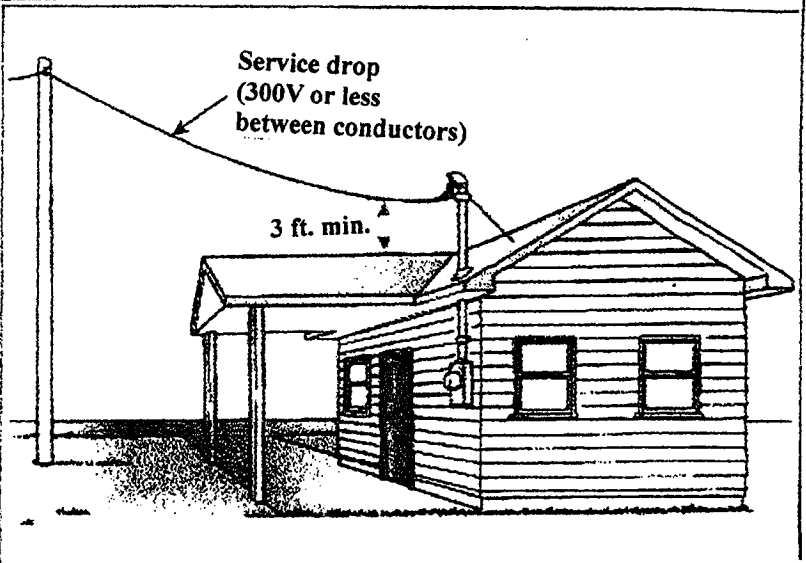 Service drop
(300V or less
between conductors)
3 ft. min.